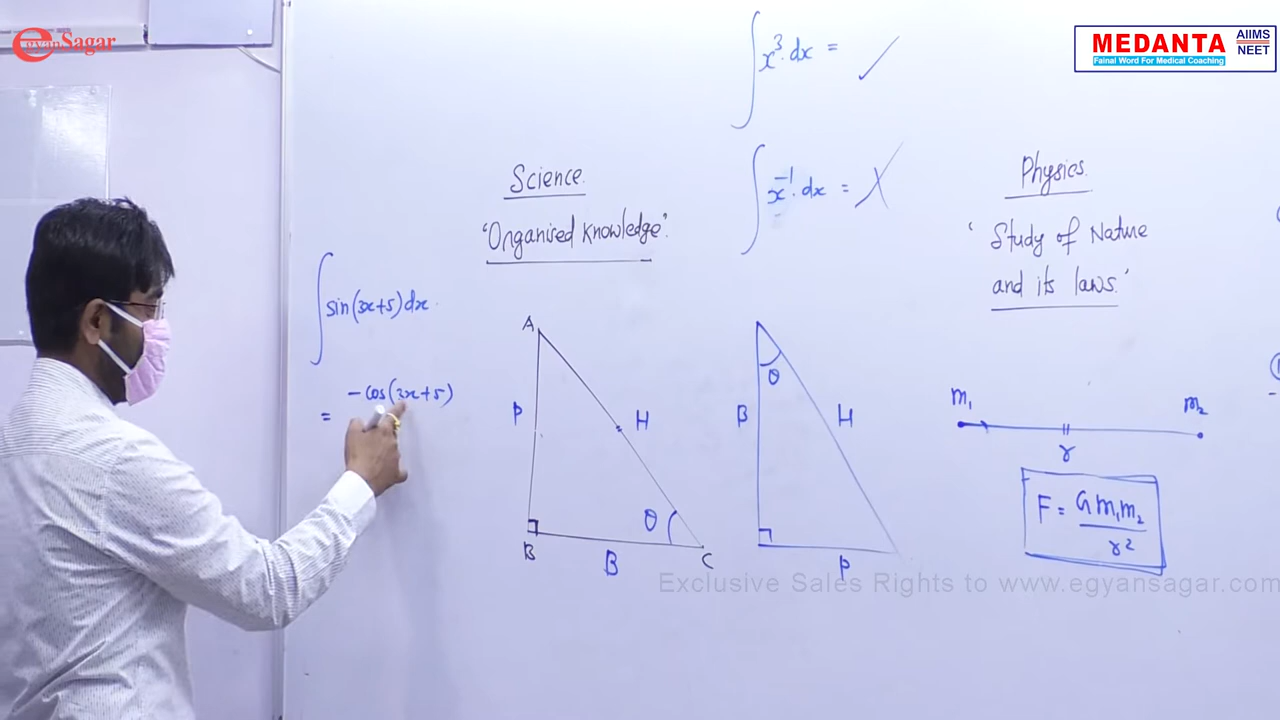 egyan Sagar
MEDANTA
AIIMS
NEET
Fainal Word For Medical Coaching
∫x³.dx =
∫x⁻¹.dx =
Science.
"Organised Knowledge".
Physics.
' Study of Nature
and its laws.'
∫sin(3x+5)dx.
= -cos(3x+5)
A
P
H
θ
B
B
C
θ
B
H
P
m₁
m₂
r
F = Gm₁m₂/r²
Exclusive Sales Rights to www.egyansagar.com